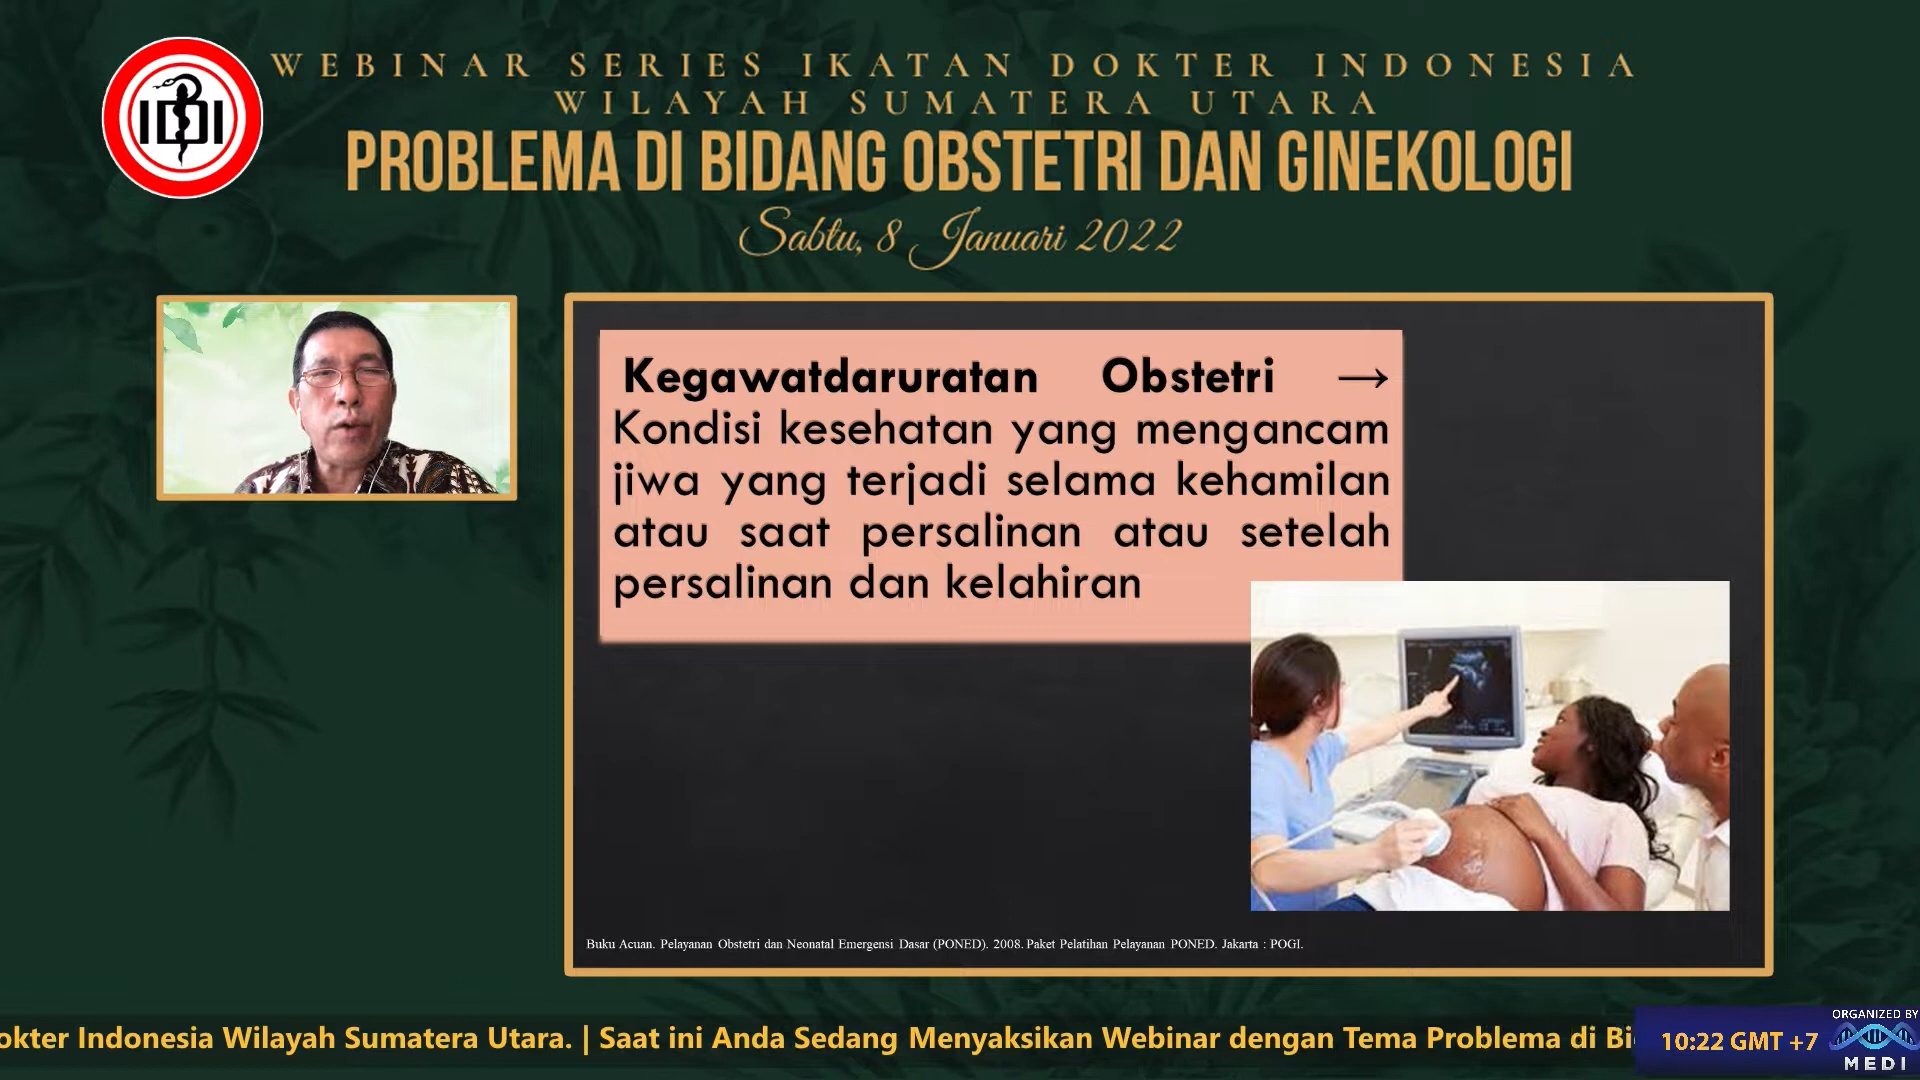 IDI
WEBINAR SERIES IKATAN DOKTER INDONESIA
WILAYAH SUMATERA UTARA
PROBLEMA DI BIDANG OBSTETRI DAN GINEKOLOGI
Sabtu, 8 Januari 2022
Kegawatdaruratan Obstetri →
Kondisi kesehatan yang mengancam
jiwa yang terjadi selama kehamilan
atau saat persalinan atau setelah
persalinan dan kelahiran
Buku Acuan. Pelayanan Obstetri dan Neonatal Emergensi Dasar (PONED). 2008. Paket Pelatihan Pelayanan PONED. Jakarta : POGI.
okter Indonesia Wilayah Sumatera Utara. | Saat ini Anda Sedang Menyaksikan Webinar dengan Tema Problema di Bi
10:22 GMT +7
ORGANIZED BY
MEDI